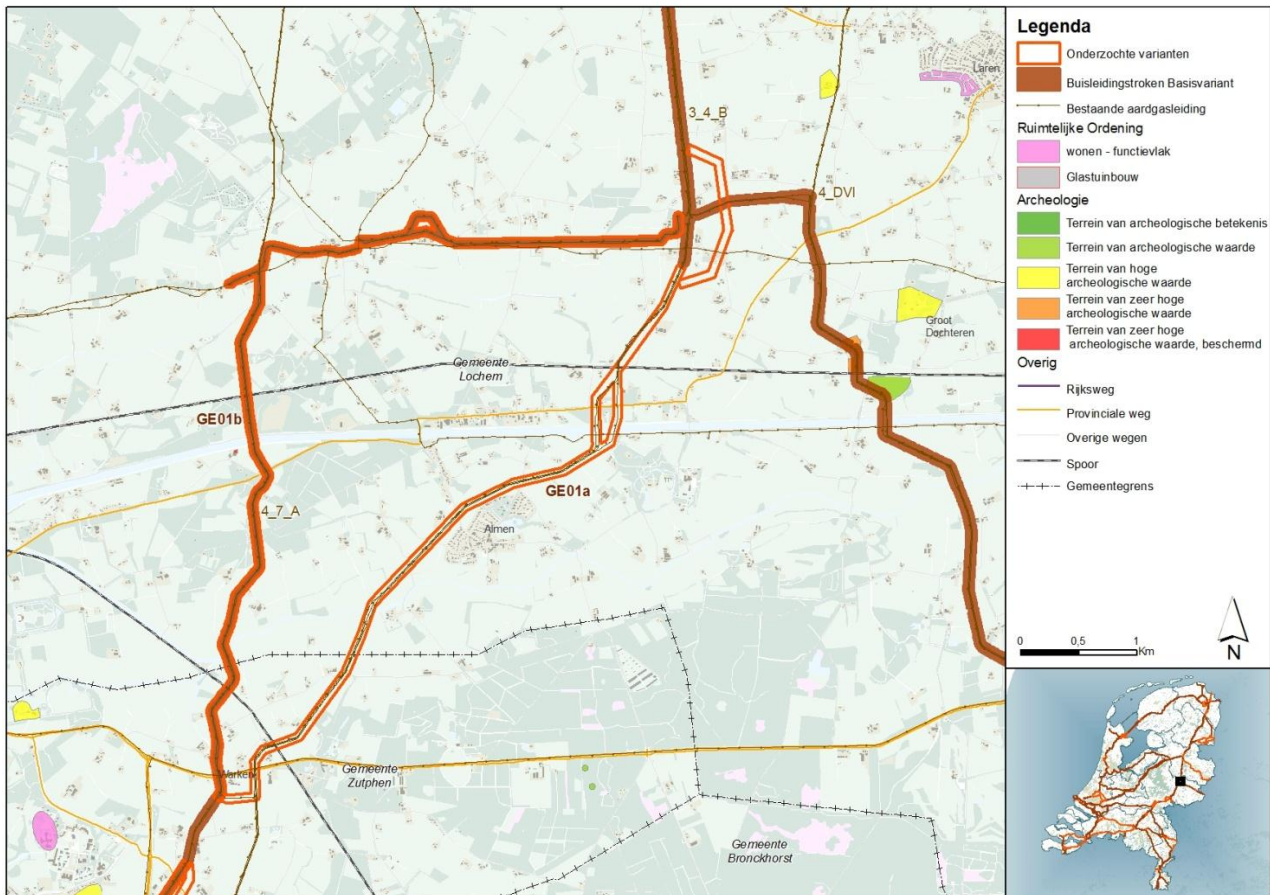 Laren
3_4_B
4_DVI
Groot
Dochteren
Gemeente
Lochem
GE01b
GE01a
4_7_A
Almen
Warken
Gemeente
Zutphen
Gemeente
Bronckhorst
Legenda
Onderzochte varianten
Buisleidingstroken Basisvariant
Bestaande aardgasleiding
Ruimtelijke Ordening
wonen - functievlak
Glastuinbouw
Archeologie
Terrein van archeologische betekenis
Terrein van archeologische waarde
Terrein van hoge
archeologische waarde
Terrein van zeer hoge
archeologische waarde
Terrein van zeer hoge
archeologische waarde, beschermd
Overig
Rijksweg
Provinciale weg
Overige wegen
Spoor
Gemeentegrens
0 0,5 1
Km
N